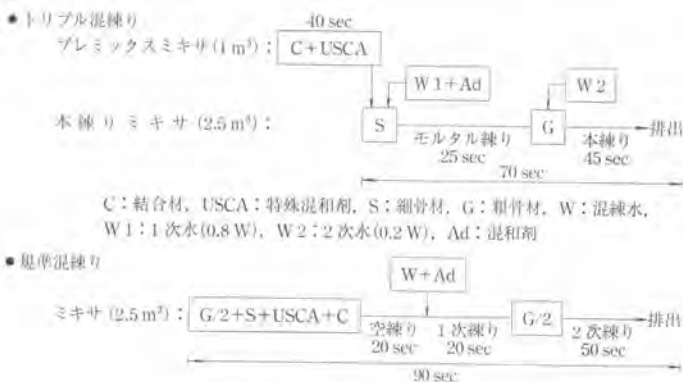 ● トリプル混練り
40 sec
プレミックスミキサ(1 m³)：
C+USCA
W 1+Ad
W 2
本練りミキサ(2.5 m³)：
S
モルタル練り
25 sec
G
本練り
45 sec
排出
70 sec
C：結合材，USCA：特殊混和剤，S：細骨材，G：粗骨材，W：混練水，
W 1：1 次水(0.8 W)，W 2：2 次水(0.2 W)，Ad：混和剤
● 基準混練り
W+Ad
ミキサ(2.5 m³)：
G/2+S+USCA+C
空練り
20 sec
1 次練り
20 sec
G/2
2 次練り
50 sec
排出
90 sec